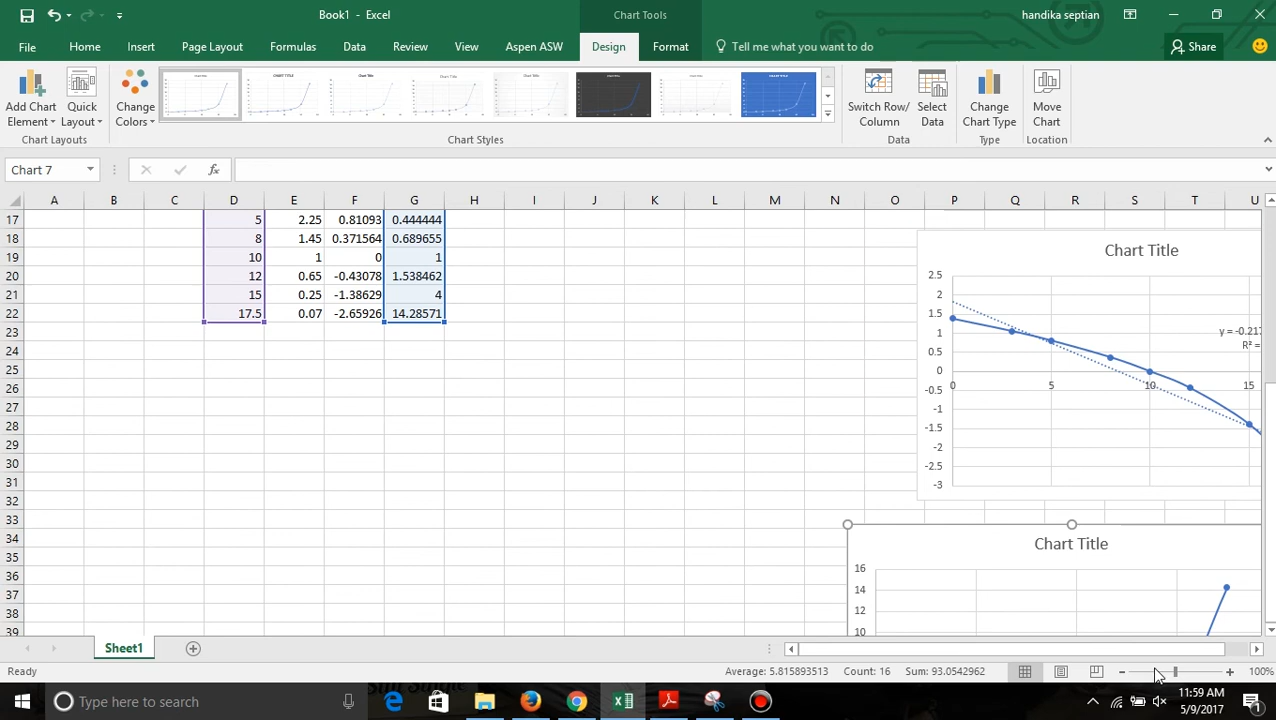 Book1 - Excel
Chart Tools
handika septian
File
Home
Insert
Page Layout
Formulas
Data
Review
View
Aspen ASW
Design
Format
Tell me what you want to do
Share
Add Chart Element
Quick Layout
Change Colors
Switch Row/ Column
Select Data
Change Chart Type
Move Chart
Chart Layouts
Chart Styles
Data
Type
Location
Chart 7
fx
A B C D E F G H I J K L M N O P Q R S T U
17 5 2.25 0.81093 0.444444
18 8 1.45 0.371564 0.689655
19 10 1 0 1
20 12 0.65 -0.43078 1.538462
21 15 0.25 -1.38629 4
22 17.5 0.07 -2.65926 14.28571
23
24
25
26
27
28
29
30
31
32
33
34
35
36
37
38
39
Chart Title
2.5
2
1.5
1
0.5
0
-0.5
-1
-1.5
-2
-2.5
-3
0 5 10 15
y = -0.217
R² =
Chart Title
16
14
12
10
Sheet1
Ready
Average: 5.815893513 Count: 16 Sum: 93.0542962
100%
Type here to search
11:59 AM
5/9/2017